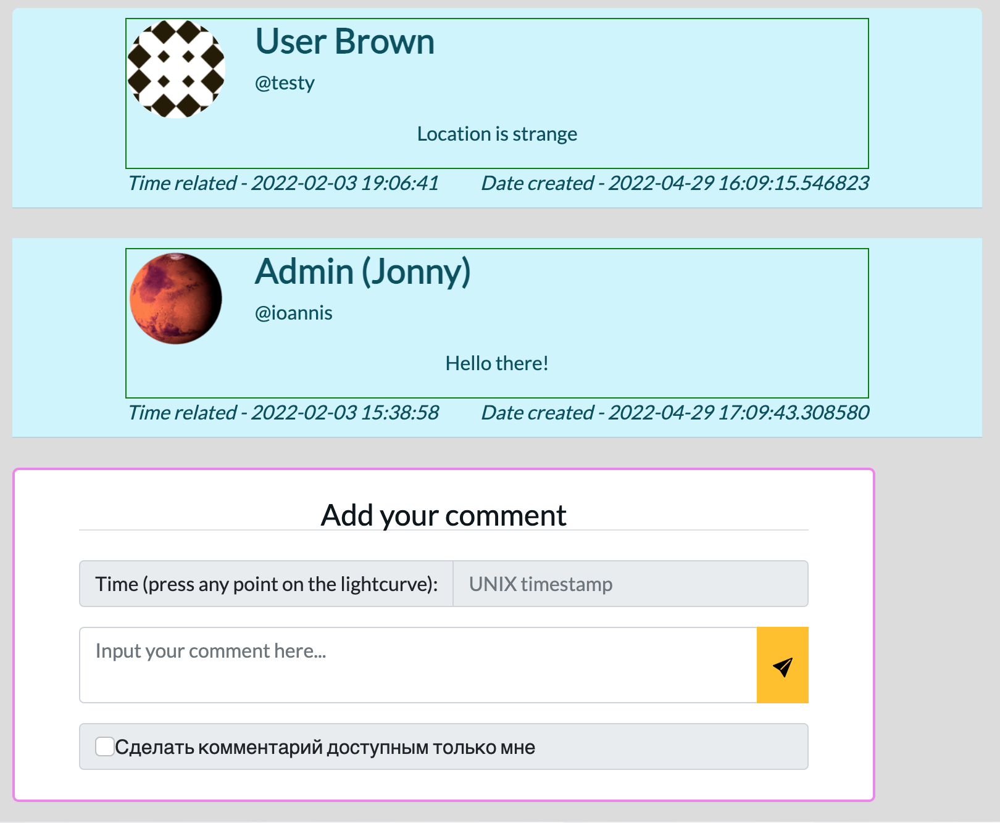 User Brown
@testy
Location is strange
Time related - 2022-02-03 19:06:41 Date created - 2022-04-29 16:09:15.546823
Admin (Jonny)
@ioannis
Hello there!
Time related - 2022-02-03 15:38:58 Date created - 2022-04-29 17:09:43.308580
Add your comment
Time (press any point on the lightcurve): UNIX timestamp
Input your comment here...
Сделать комментарий доступным только мне